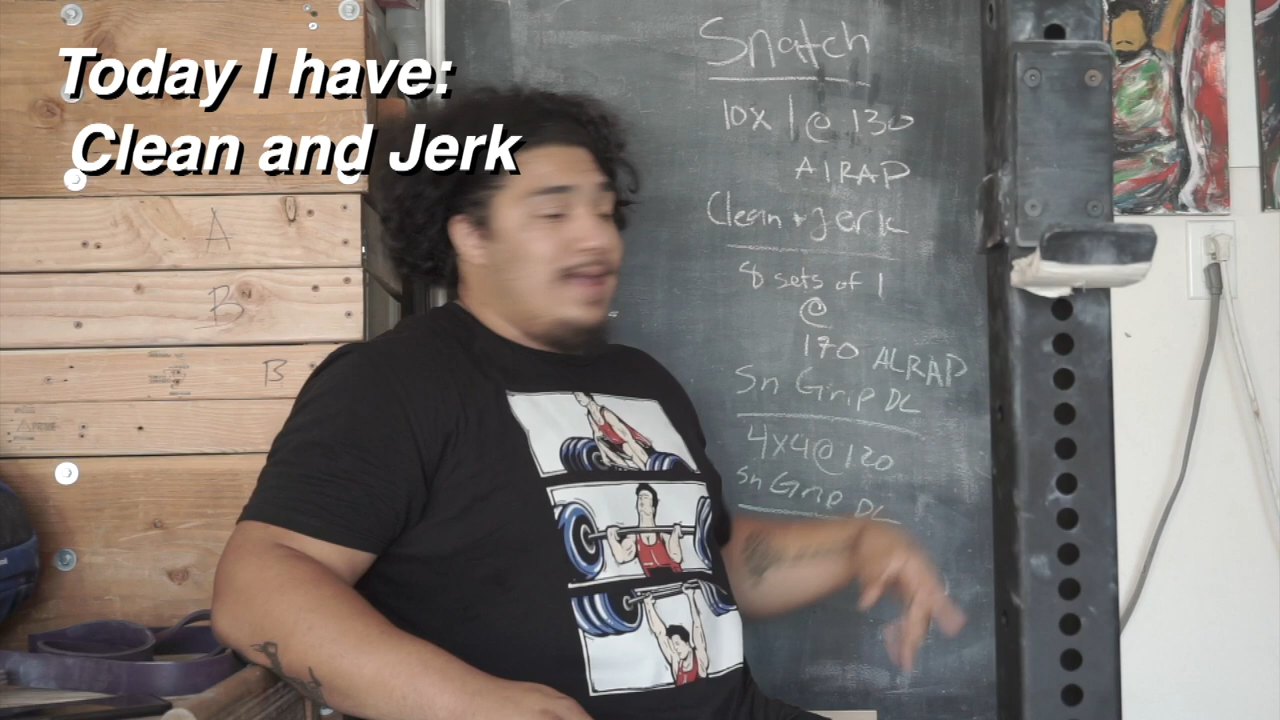 Today I have:
Clean and Jerk
A
B
B
Snatch
10x1@130
A1RAP
Clean + Jerk
8 sets of 1
@
170 ALRAP
Sn Grip DL
4x4@120
Sn Grip DL